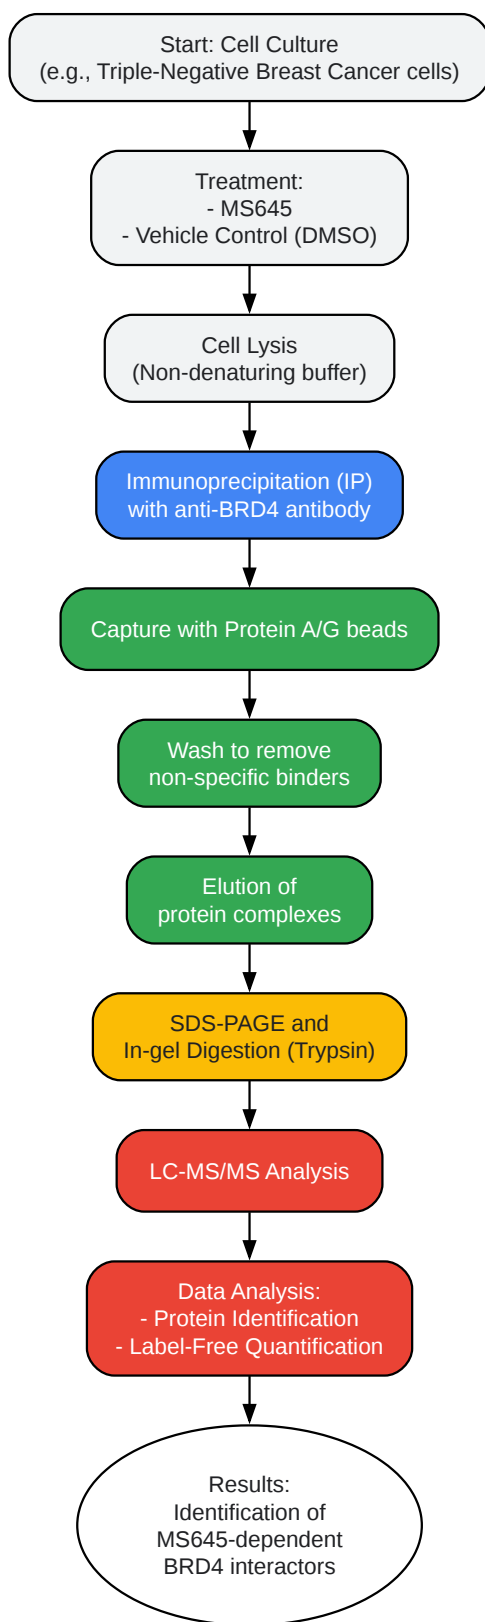 Start: Cell Culture
(e.g., Triple-Negative Breast Cancer cells)
Treatment:
- MS645
- Vehicle Control (DMSO)
Cell Lysis
(Non-denaturing buffer)
Immunoprecipitation (IP)
with anti-BRD4 antibody
Capture with Protein A/G beads
Wash to remove
non-specific binders
Elution of
protein complexes
SDS-PAGE and
In-gel Digestion (Trypsin)
LC-MS/MS Analysis
Data Analysis:
- Protein Identification
- Label-Free Quantification
Results:
Identification of
MS645-dependent
BRD4 interactors